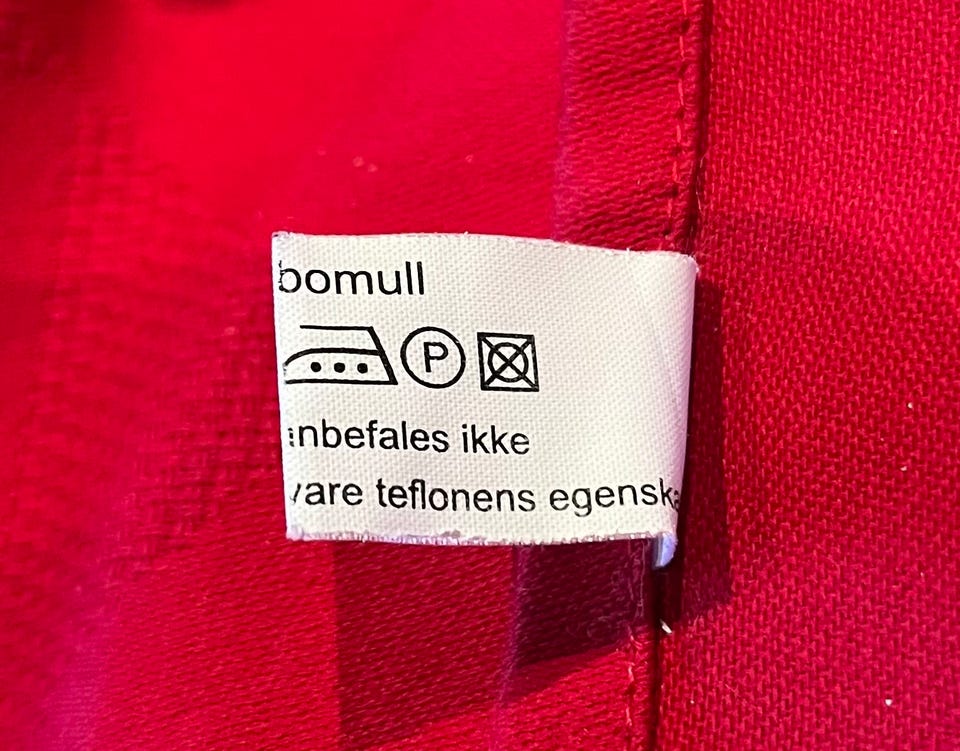 bomull
P
anbefales ikke
vare teflonens egenska